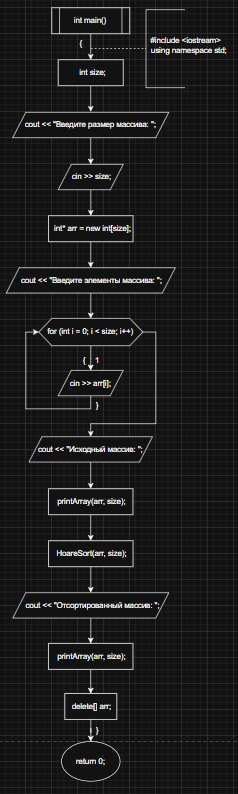 int main()
{
#include <iostream>
using namespace std;
int size;
cout << "Введите размер массива: ";
cin >> size;
int* arr = new int[size];
cout << "Введите элементы массива: ";
for (int i = 0; i < size; i++)
{ 1
cin >> arr[i];
}
cout << "Исходный массив: ";
printArray(arr, size);
HoareSort(arr, size);
cout << "Отсортированный массив: ";
printArray(arr, size);
delete[] arr;
}
return 0;